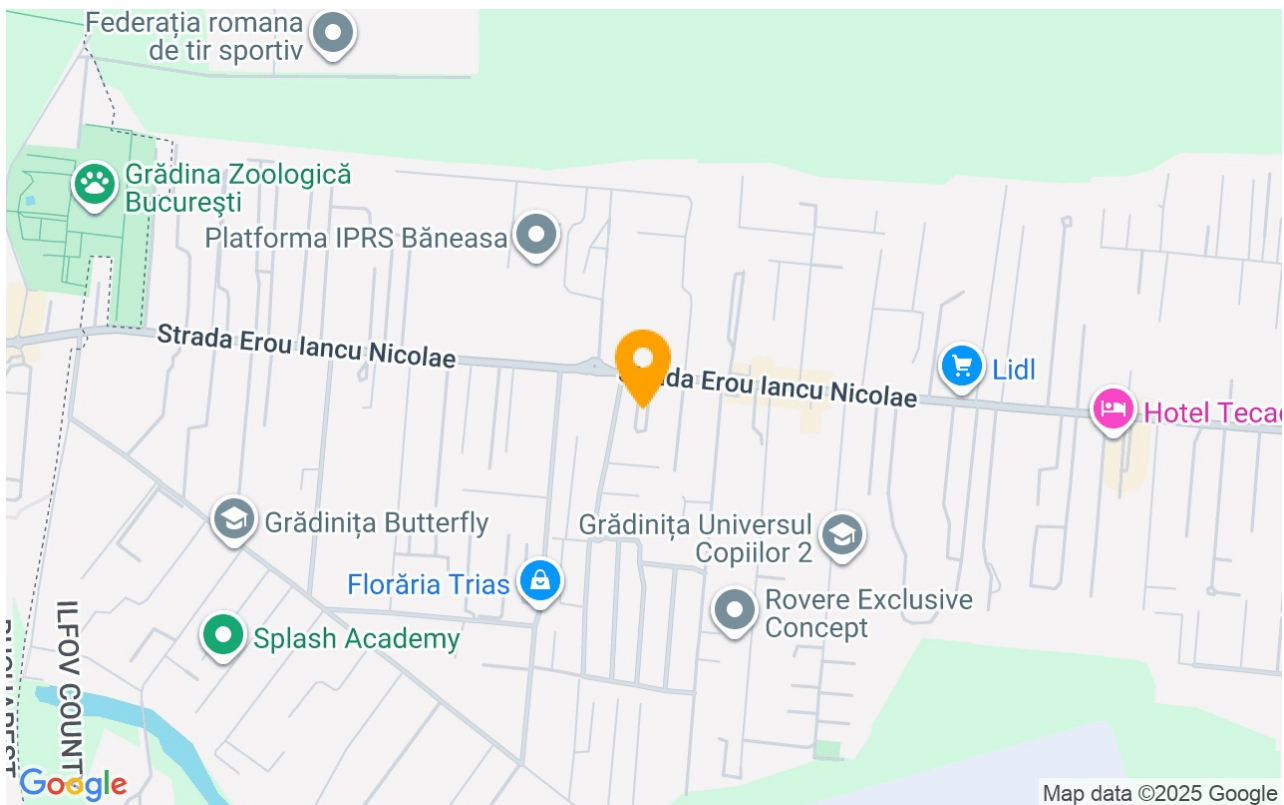 Federația romana
de tir sportiv
Grădina Zoologică
București
Platforma IPRS Băneasa
Strada Erou Iancu Nicolae
Strada Erou Iancu Nicolae
Lidl
Hotel Teca
Grădinița Butterfly
Grădinița Universul
Copiilor 2
Florăria Trias
Rovere Exclusive
Concept
Splash Academy
ILFOV COUNT
Google
Map data ©2025 Google